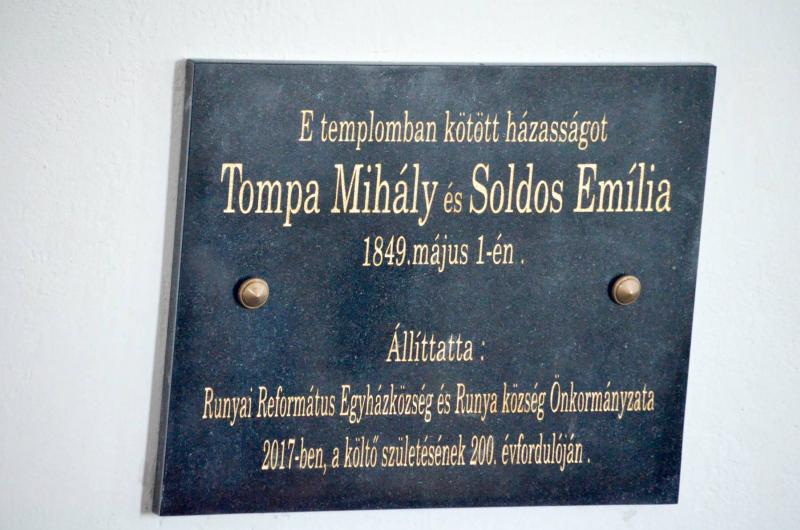 E templomban kötött házasságot
Tompa Mihály és Soldos Emília
1849.május 1-én .
Állíttatta :
Runyai Református Egyházközség és Runya község Önkormányzata
2017-ben, a költő születésének 200. évfordulóján .